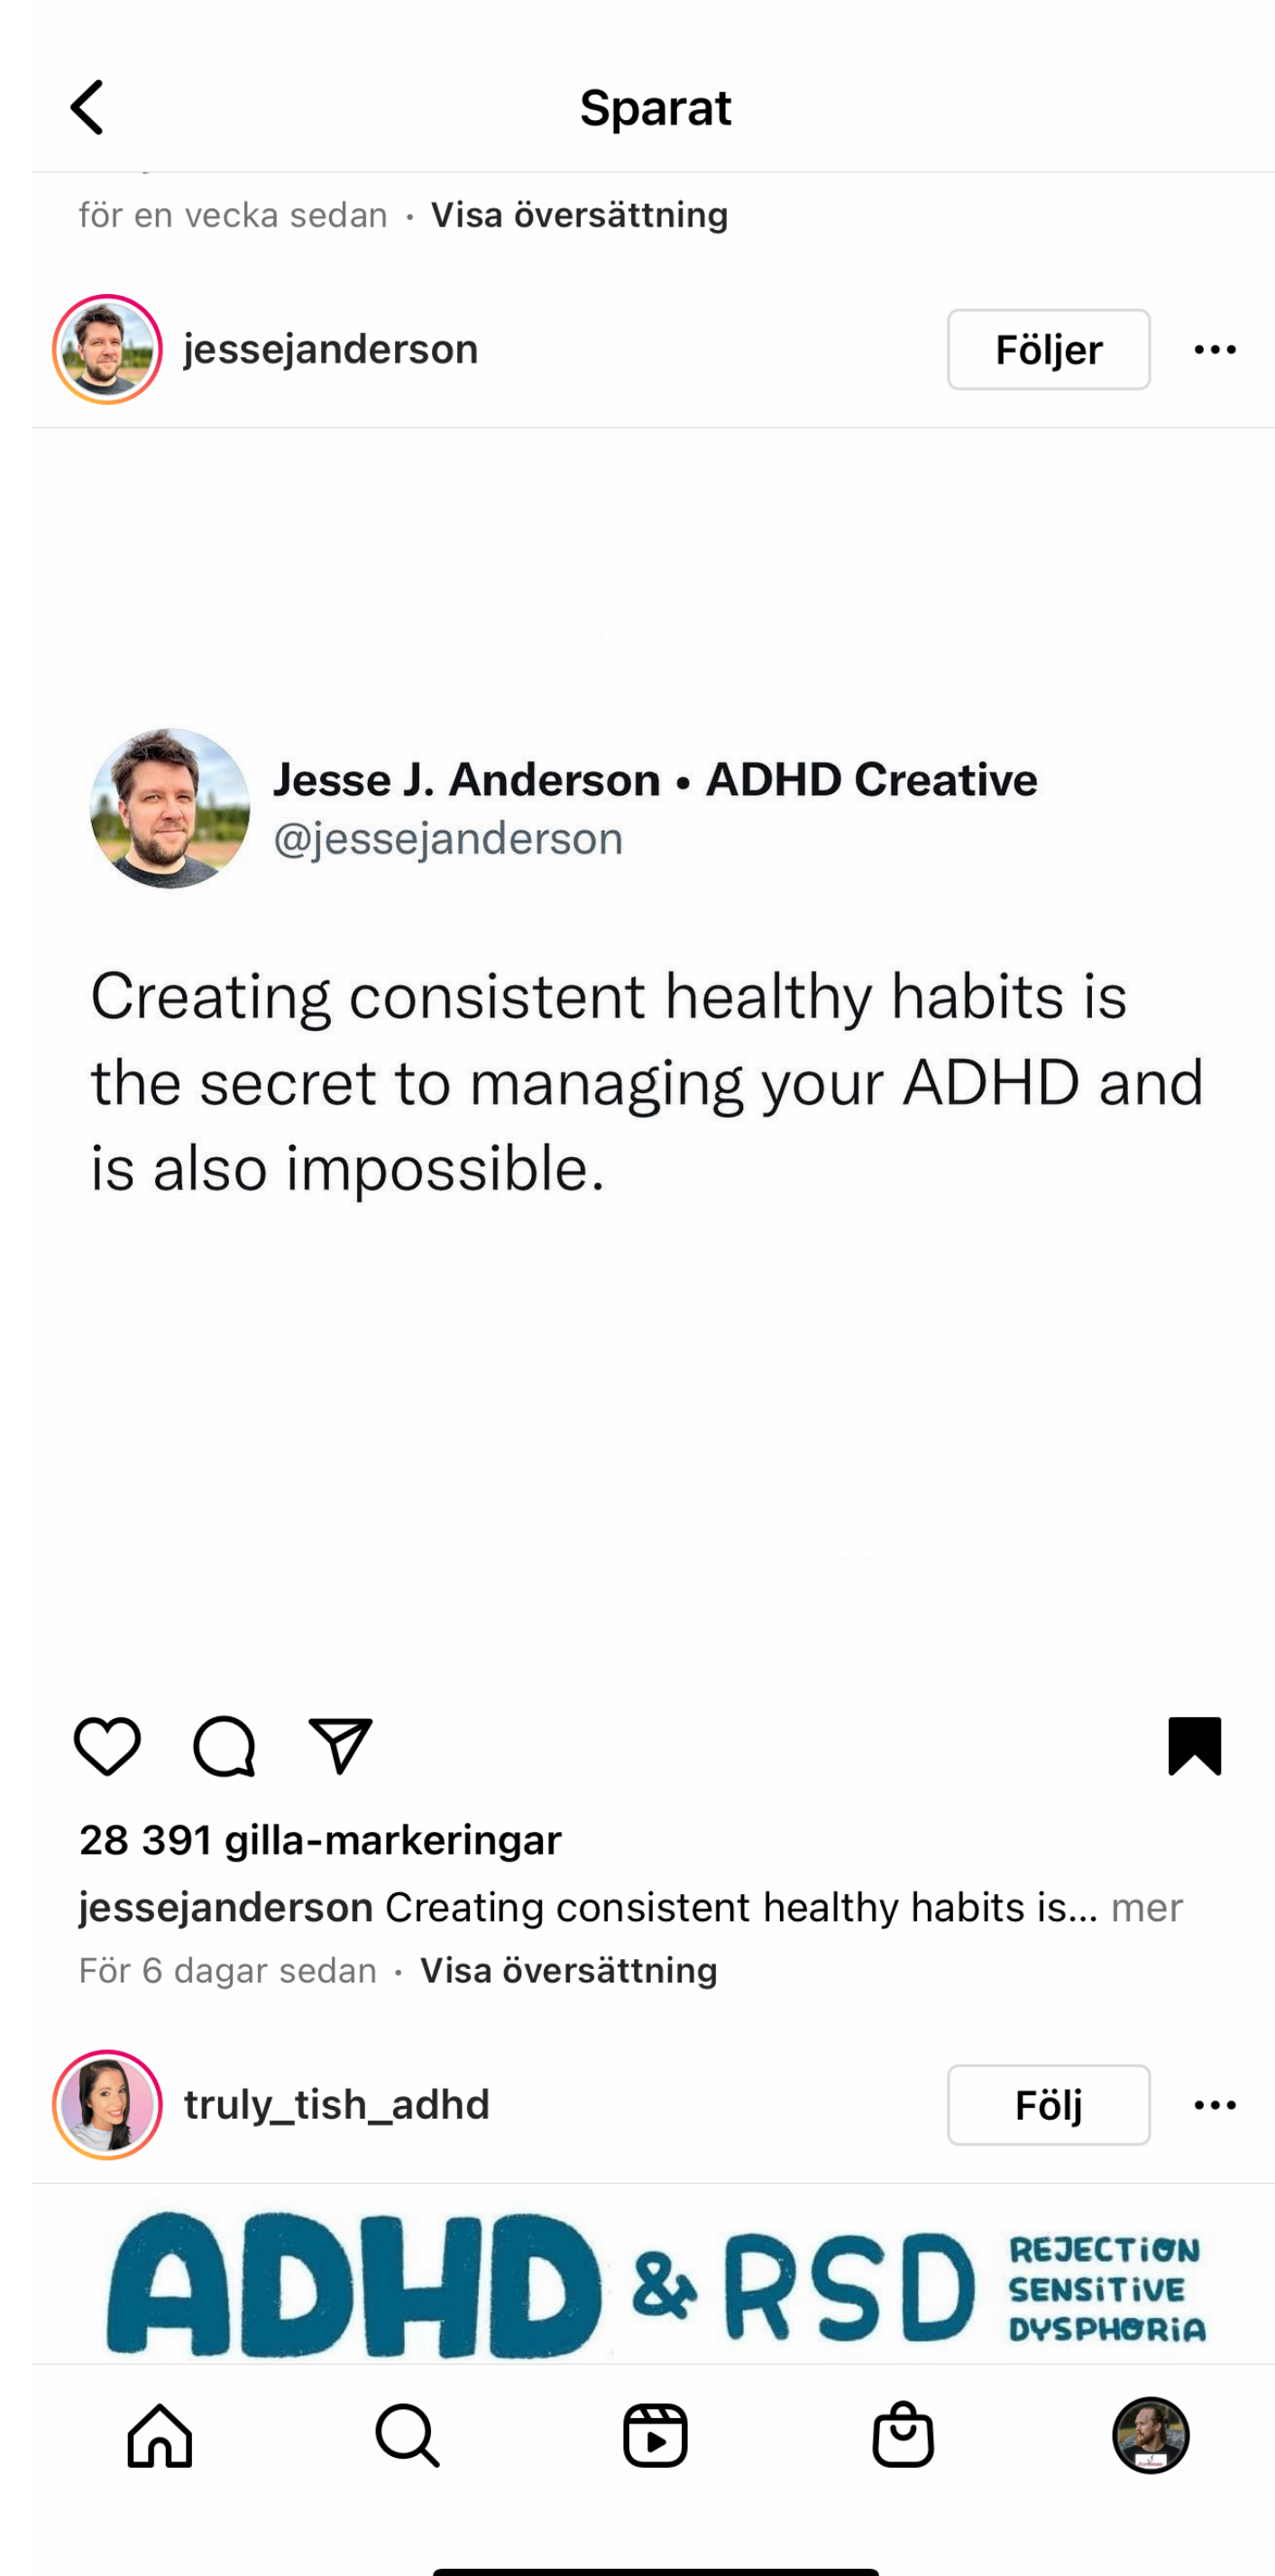 Sparat
för en vecka sedan · Visa översättning
jessejanderson
Följer
Jesse J. Anderson • ADHD Creative
@jessejanderson
Creating consistent healthy habits is
the secret to managing your ADHD and
is also impossible.
28 391 gilla-markeringar
jessejanderson Creating consistent healthy habits is... mer
För 6 dagar sedan · Visa översättning
truly_tish_adhd
Följ
ADHD & RSD
REJECTiON
SENSiTiVE
DYSPHORiA